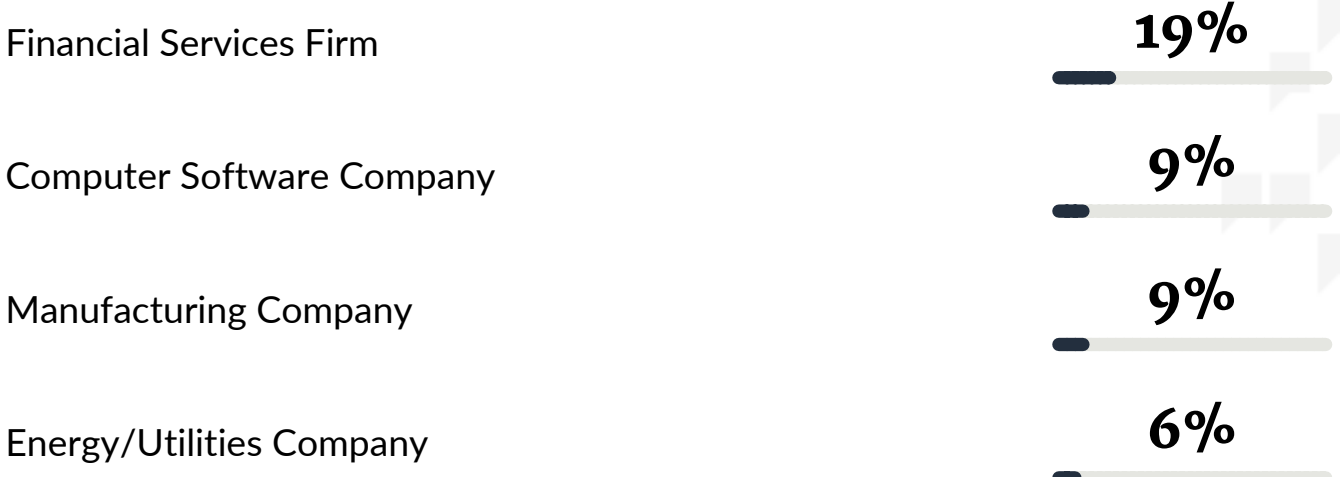 Financial Services Firm 19%
Computer Software Company 9%
Manufacturing Company 9%
Energy/Utilities Company 6%